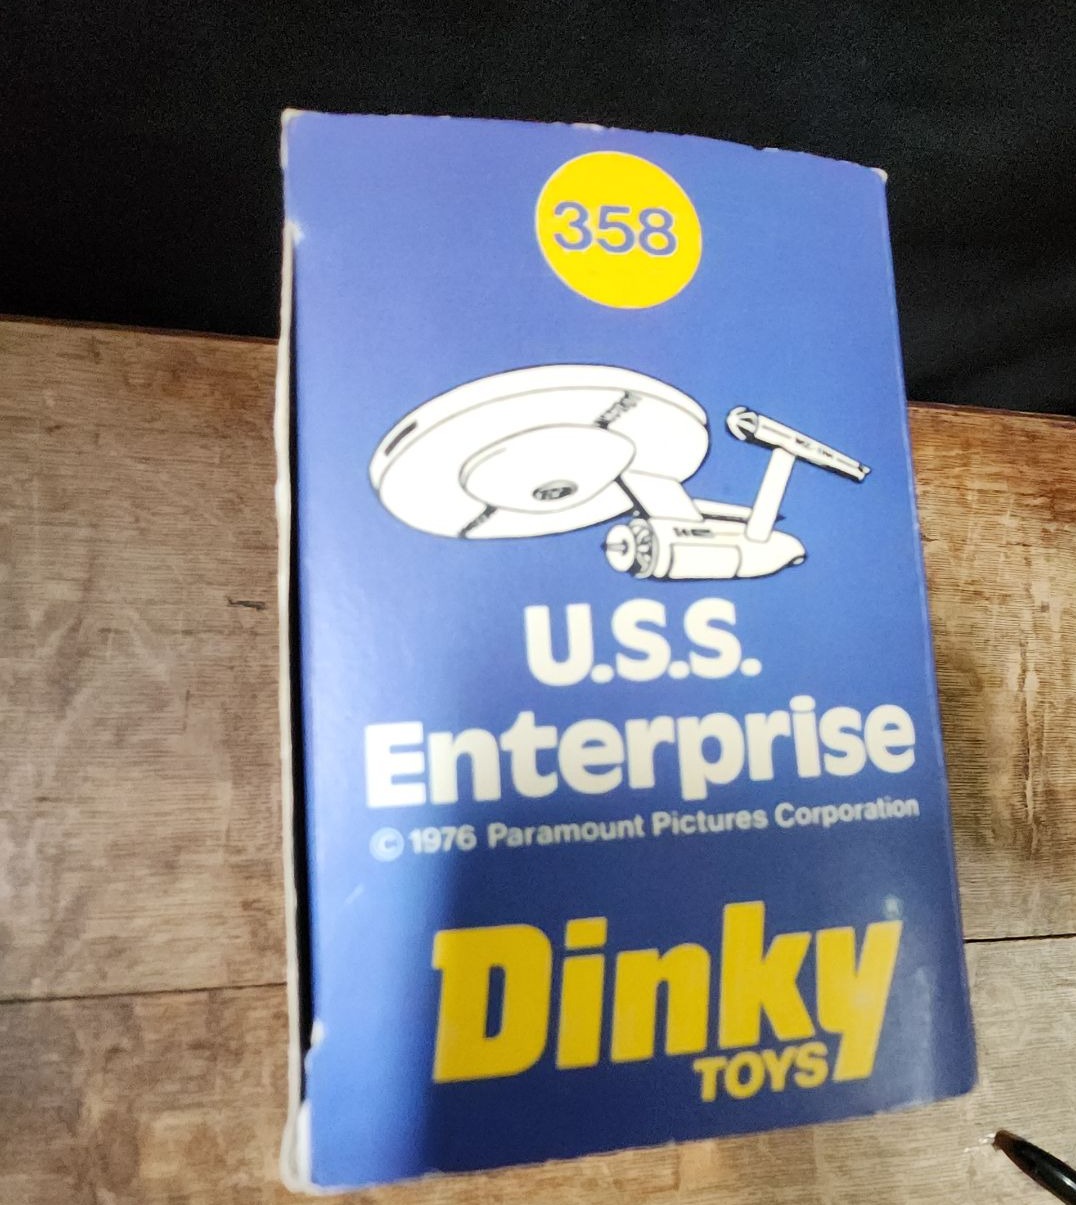 358
U.S.S.
Enterprise
© 1976 Paramount Pictures Corporation
Dinky
TOYS